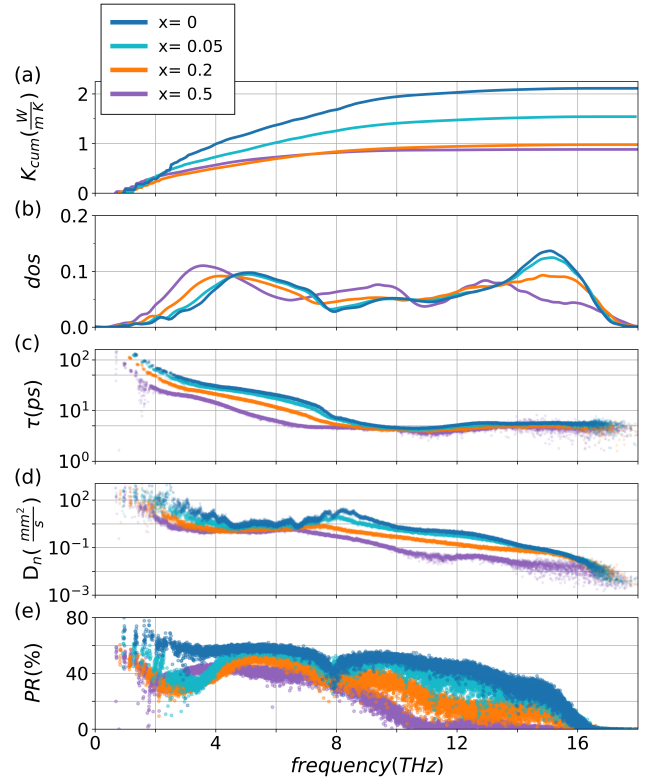 x= 0
x= 0.05
x= 0.2
x= 0.5
(a)
K_cum(W/m K)
2
1
0
(b)
dos
0.2
0.1
0.0
(c)
τ(ps)
10^2
10^1
10^0
(d)
D_n(mm^2/s)
10^2
10^−1
10^−3
(e)
PR(%)
80
40
0
0 4 8 12 16
frequency(THz)